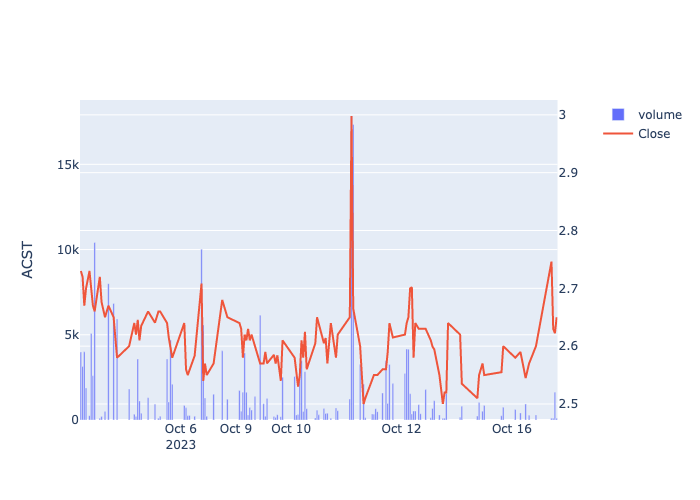 volume
Close
ACST
15k
10k
5k
0
3
2.9
2.8
2.7
2.6
2.5
Oct 6
2023
Oct 9
Oct 10
Oct 12
Oct 16